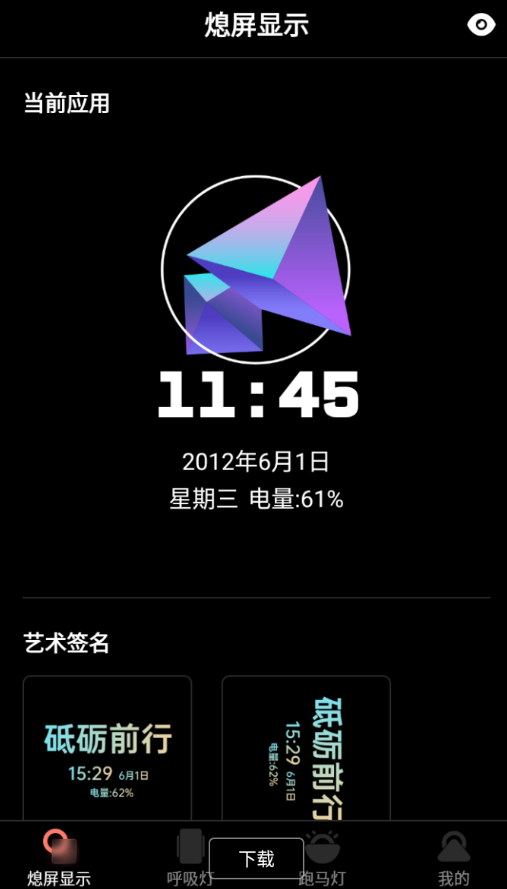 熄屏显示
当前应用
11:45
2012年6月1日
星期三 电量:61%
艺术签名
砥砺前行
15:29 6月1日
电量:62%
砥砺前行
15:29 6月1日
电量:62%
熄屏显示
呼吸灯
下载
跑马灯
我的